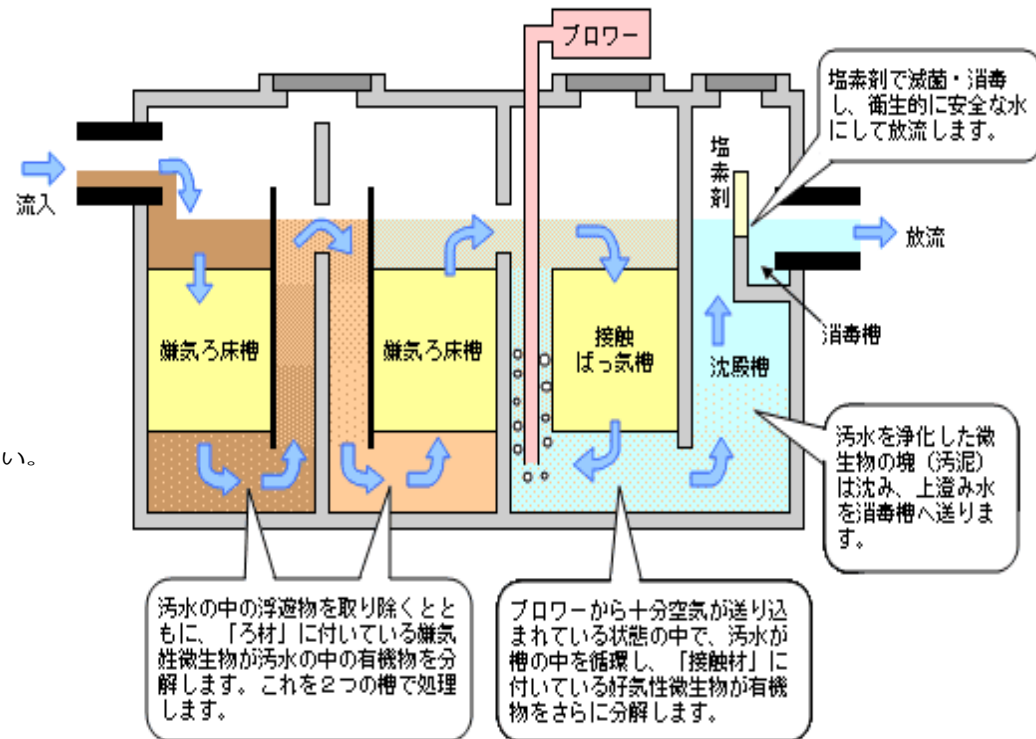 ブロワー
塩素剤で滅菌・消毒
し、衛生的に安全な水
にして放流します。
塩素剤
流入
放流
消毒槽
嫌気ろ床槽
嫌気ろ床槽
接触
ばっ気槽
沈殿槽
い。
汚水を浄化した微
生物の塊(汚泥)
は沈み、上澄み水
を消毒槽へ送りま
す。
汚水の中の浮遊物を取り除くとと
もに、「ろ材」に付いている嫌気
性微生物が汚水の中の有機物を分
解します。これを２つの槽で処理
します。
ブロワーから十分空気が送り込
まれている状態の中で、汚水が
槽の中を循環し、「接触材」に
付いている好気性微生物が有機
物をさらに分解します。